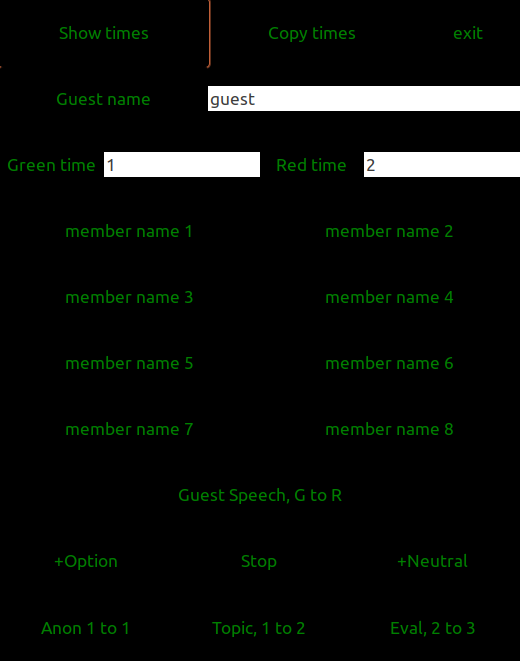 Show times Copy times exit
Guest name guest
Green time 1 Red time 2
member name 1 member name 2
member name 3 member name 4
member name 5 member name 6
member name 7 member name 8
Guest Speech, G to R
+Option Stop +Neutral
Anon 1 to 1 Topic, 1 to 2 Eval, 2 to 3